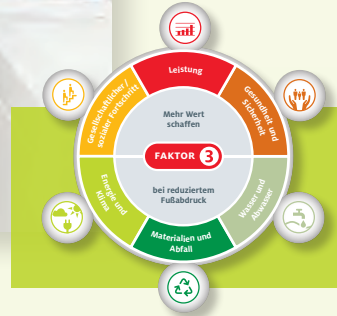 Leistung
Gesellschaftlicher /
sozialer Fortschritt
Gesundheit und
Sicherheit
Mehr Wert
schaffen
FAKTOR 3
bei reduziertem
Fußabdruck
Energie und
Klima
Wasser und
Abwasser
Materialien und
Abfall